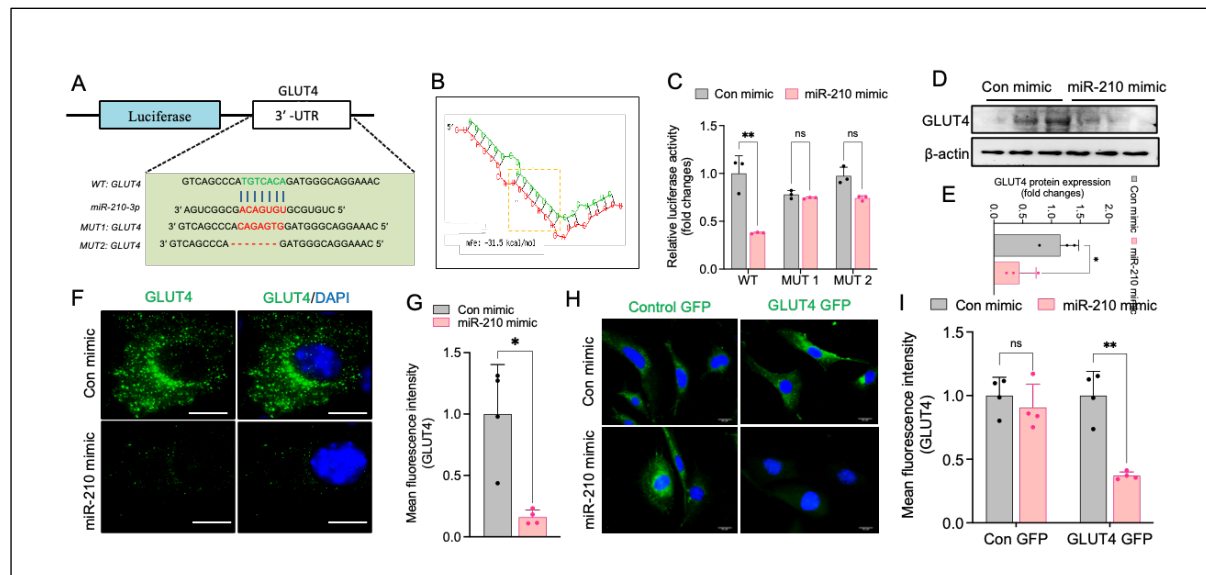 A
GLUT4
Luciferase
3' -UTR
WT: GLUT4
GTCAGCCCATGTCACAGATGGGCAGGAAAC
miR-210-3p
3' AGUCGGCGACAGUGUGCGUGUC 5'
MUT1: GLUT4
3' GTCAGCCCACAGAGTGGATGGGCAGGAAAC 5'
MUT2: GLUT4
3' GTCAGCCCA - - - - - - - GATGGGCAGGAAAC 5'
B
5'
mfe: -31.5 kcal/mol
C
Con mimic
miR-210 mimic
Relative luciferase activity
(fold changes)
1.5
1.0
0.5
0.0
**
ns
ns
WT
MUT 1
MUT 2
D
Con mimic
miR-210 mimic
GLUT4
β-actin
E
GLUT4 protein expression
(fold changes)
0.0
0.5
1.0
1.5
2.0
*
Con mimic
miR-210 mimic
F
GLUT4
GLUT4/DAPI
Con mimic
miR-210 mimic
G
Con mimic
miR-210 mimic
Mean fluorescence intensity
(GLUT4)
1.5
1.0
0.5
0.0
*
H
Control GFP
GLUT4 GFP
Con mimic
miR-210 mimic
I
Con mimic
miR-210 mimic
Mean fluorescence intensity
(GLUT4)
1.5
1.0
0.5
0.0
ns
**
Con GFP
GLUT4 GFP